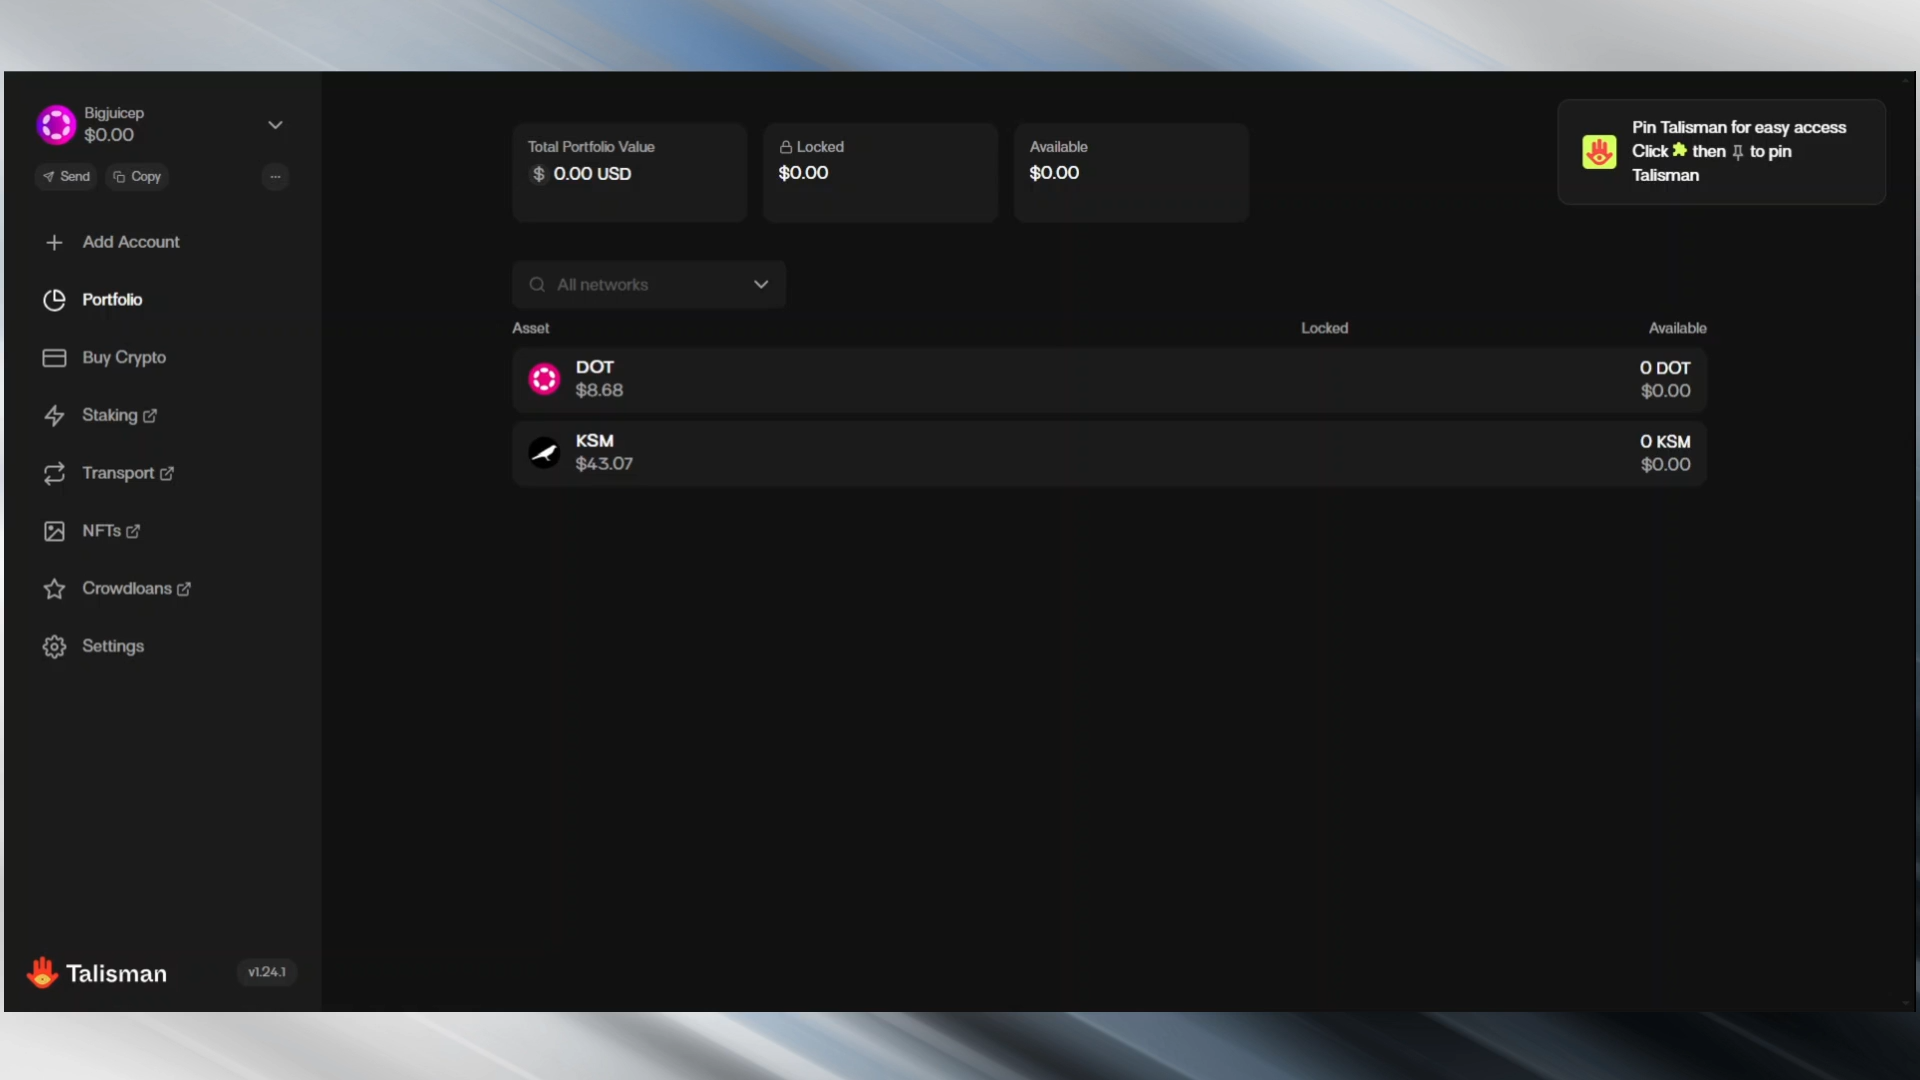 Bigjuicep
$0.00
Send
Copy
Add Account
Portfolio
Buy Crypto
Staking
Transport
NFTs
Crowdloans
Settings
Talisman
v1.24.1
Total Portfolio Value
$ 0.00 USD
Locked
$0.00
Available
$0.00
Pin Talisman for easy access
Click then to pin
Talisman
All networks
Asset Locked Available
DOT 0 DOT
$8.68 $0.00
KSM 0 KSM
$43.07 $0.00